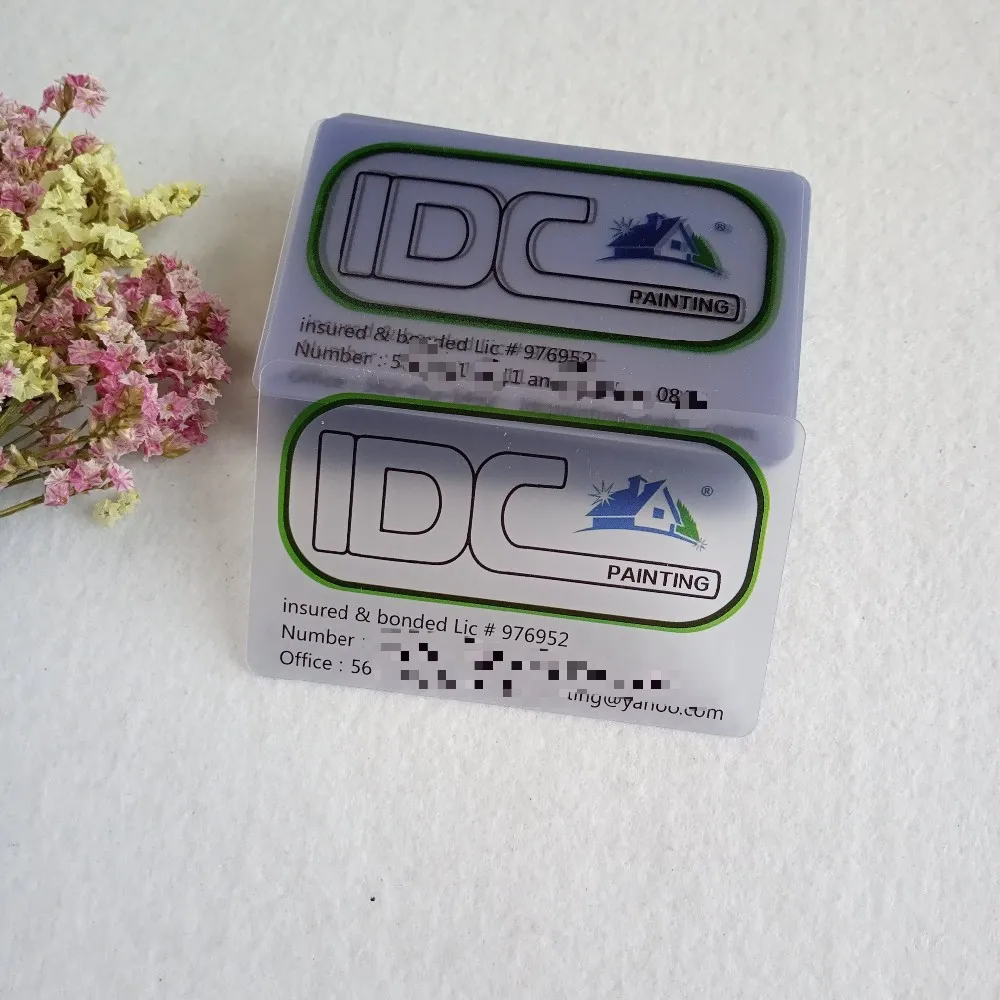 IDC
®
PAINTING
insured & bonded Lic # 976952
Number : 5
IDC
®
PAINTING
insured & bonded Lic # 976952
Number :
Office : 56
ting@yahoo.com